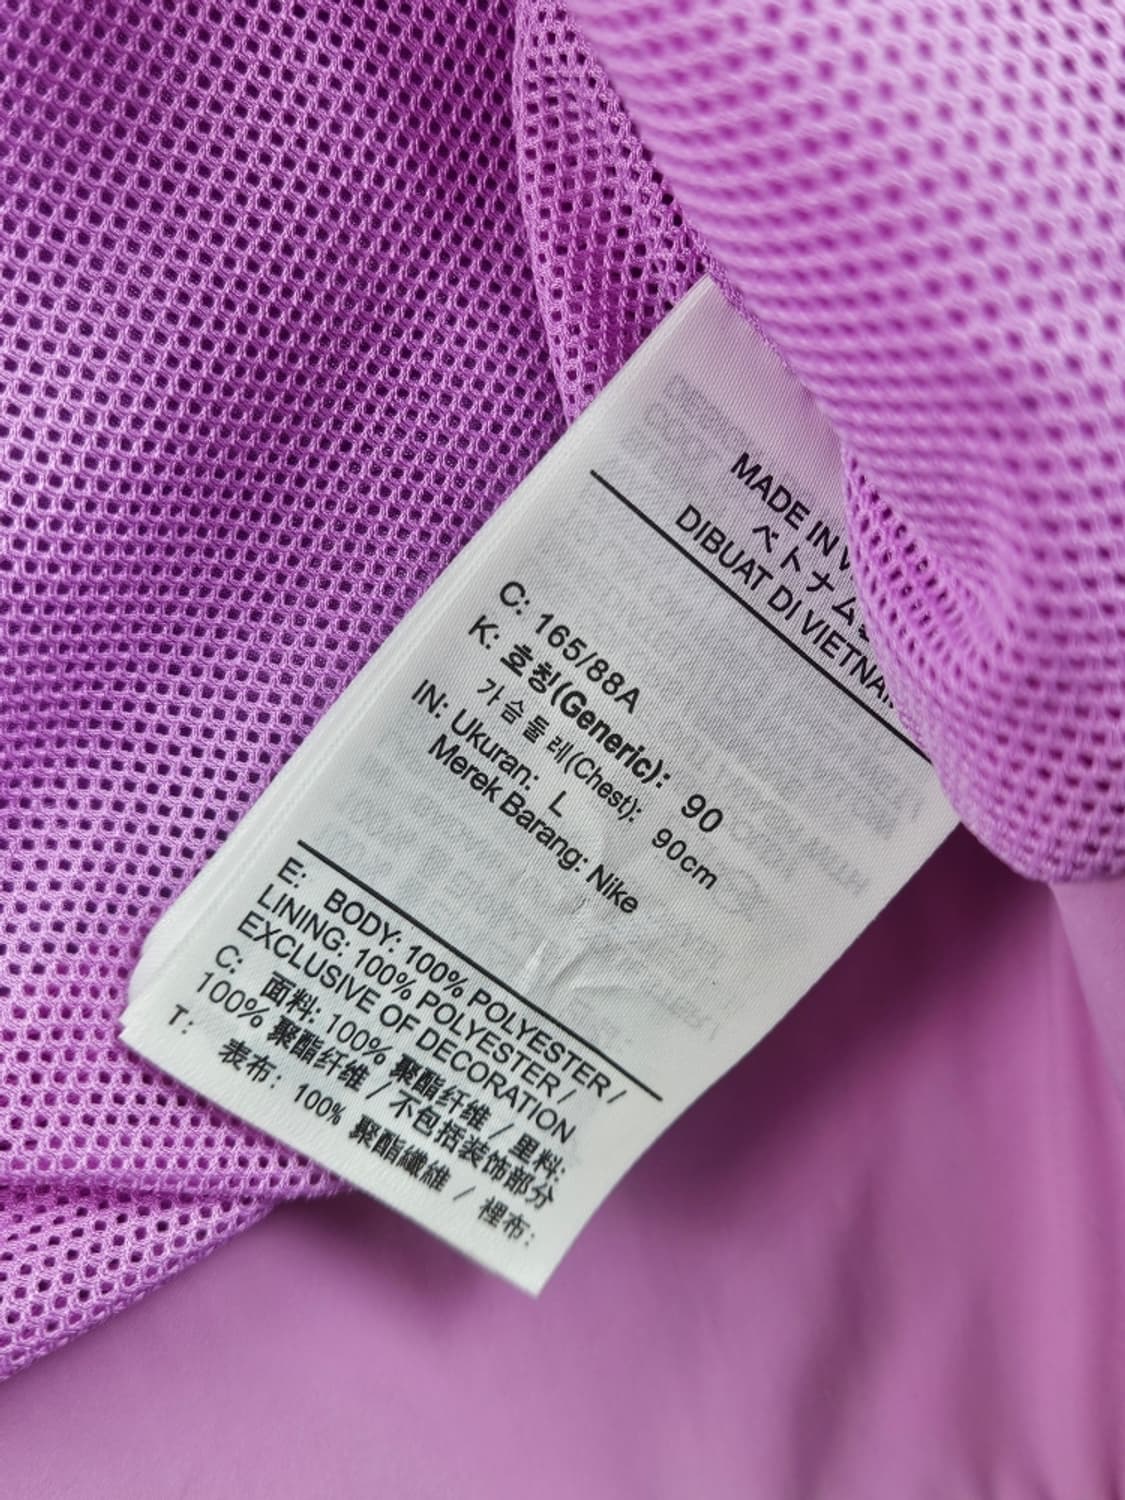 MADE IN
ベトナム
DIBUAT DI VIETNAM
C: 165/88A
K: 호칭(Generic): 90
가슴둘레(Chest): 90cm
IN: Ukuran: L
Merek Barang: Nike
E: BODY: 100% POLYESTER /
LINING: 100% POLYESTER /
EXCLUSIVE OF DECORATION
C: 面料: 100% 聚酯纤维 / 里料:
100% 聚酯纤维 / 不包括装饰部分
T: 表布: 100% 聚酯纖維 / 裡布: